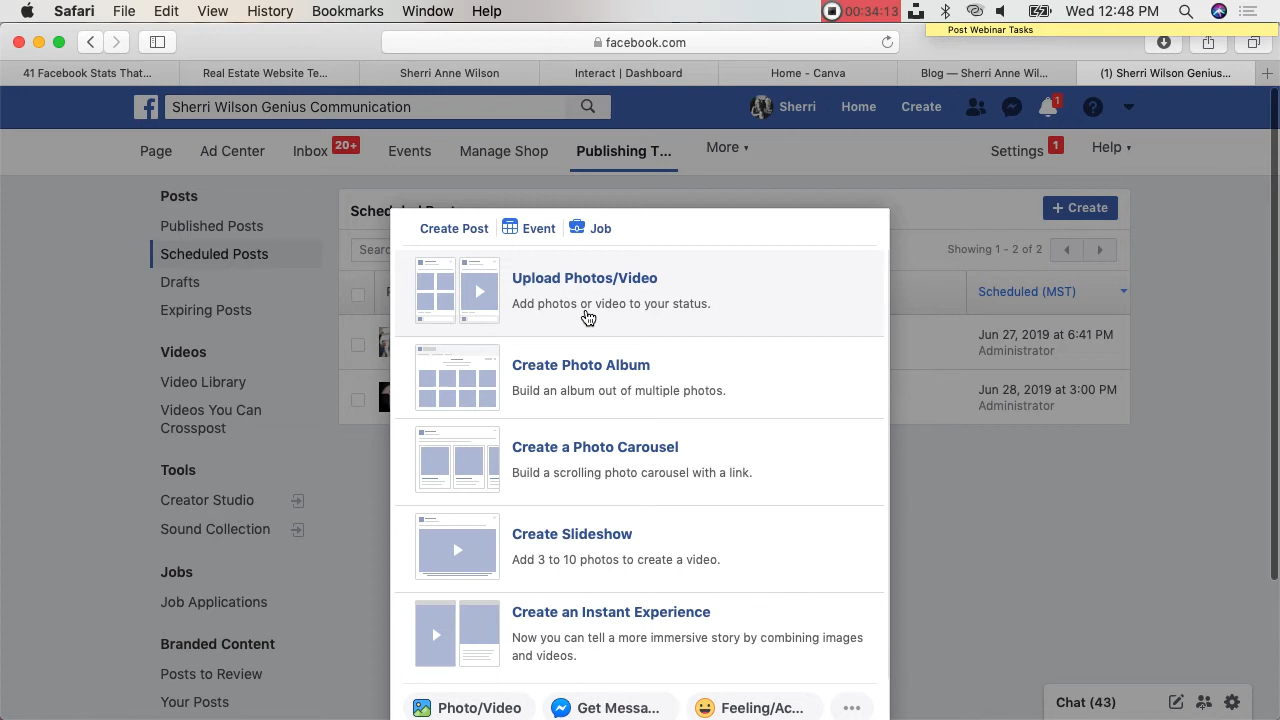 Safari File Edit View History Bookmarks Window Help 00:34:13 Wed 12:48 PM
Post Webinar Tasks
facebook.com
41 Facebook Stats That... Real Estate Website Te... Sherri Anne Wilson Interact | Dashboard Home - Canva Blog — Sherri Anne Wil... (1) Sherri Wilson Genius...
Sherri Wilson Genius Communication Sherri Home Create 1
Page Ad Center Inbox 20+ Events Manage Shop Publishing T... More Settings 1 Help
Posts
Published Posts
Scheduled Posts
Drafts
Expiring Posts
Videos
Video Library
Videos You Can
Crosspost
Tools
Creator Studio
Sound Collection
Jobs
Job Applications
Branded Content
Posts to Review
Your Posts
+ Create
Showing 1 - 2 of 2
Scheduled (MST)
Jun 27, 2019 at 6:41 PM
Administrator
Jun 28, 2019 at 3:00 PM
Administrator
Create Post Event Job
Upload Photos/Video
Add photos or video to your status.
Create Photo Album
Build an album out of multiple photos.
Create a Photo Carousel
Build a scrolling photo carousel with a link.
Create Slideshow
Add 3 to 10 photos to create a video.
Create an Instant Experience
Now you can tell a more immersive story by combining images
and videos.
Photo/Video Get Messa... Feeling/Ac...
Chat (43)